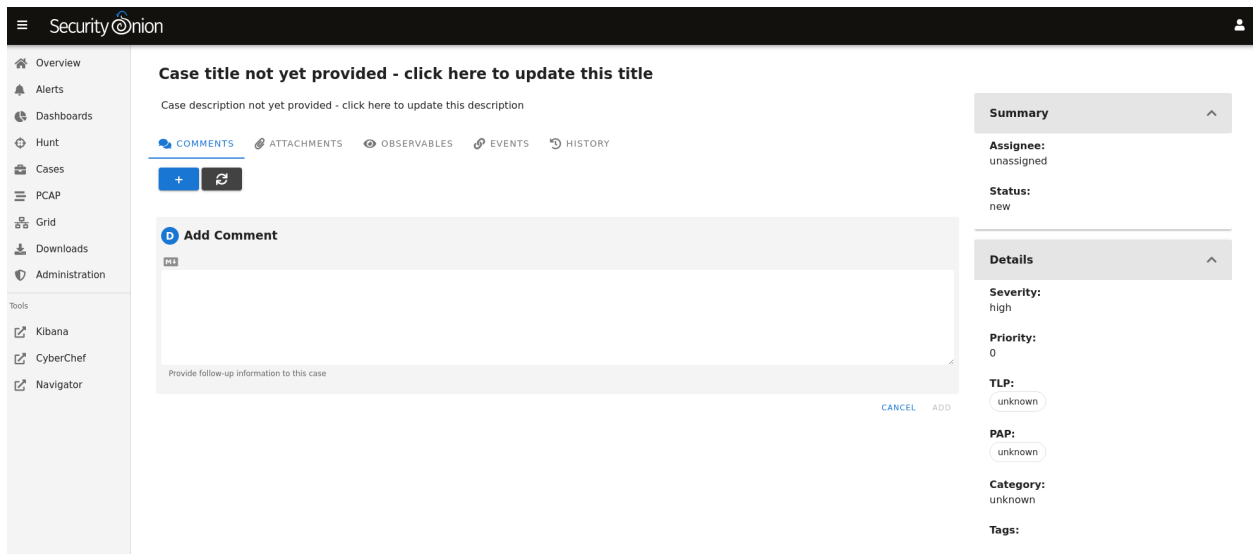 Security Onion
Overview
Alerts
Dashboards
Hunt
Cases
PCAP
Grid
Downloads
Administration
Tools
Kibana
CyberChef
Navigator
Case title not yet provided - click here to update this title
Case description not yet provided - click here to update this description
COMMENTS ATTACHMENTS OBSERVABLES EVENTS HISTORY
+
D Add Comment
M
Provide follow-up information to this case
CANCEL ADD
Summary
Assignee:
unassigned
Status:
new
Details
Severity:
high
Priority:
0
TLP:
unknown
PAP:
unknown
Category:
unknown
Tags: